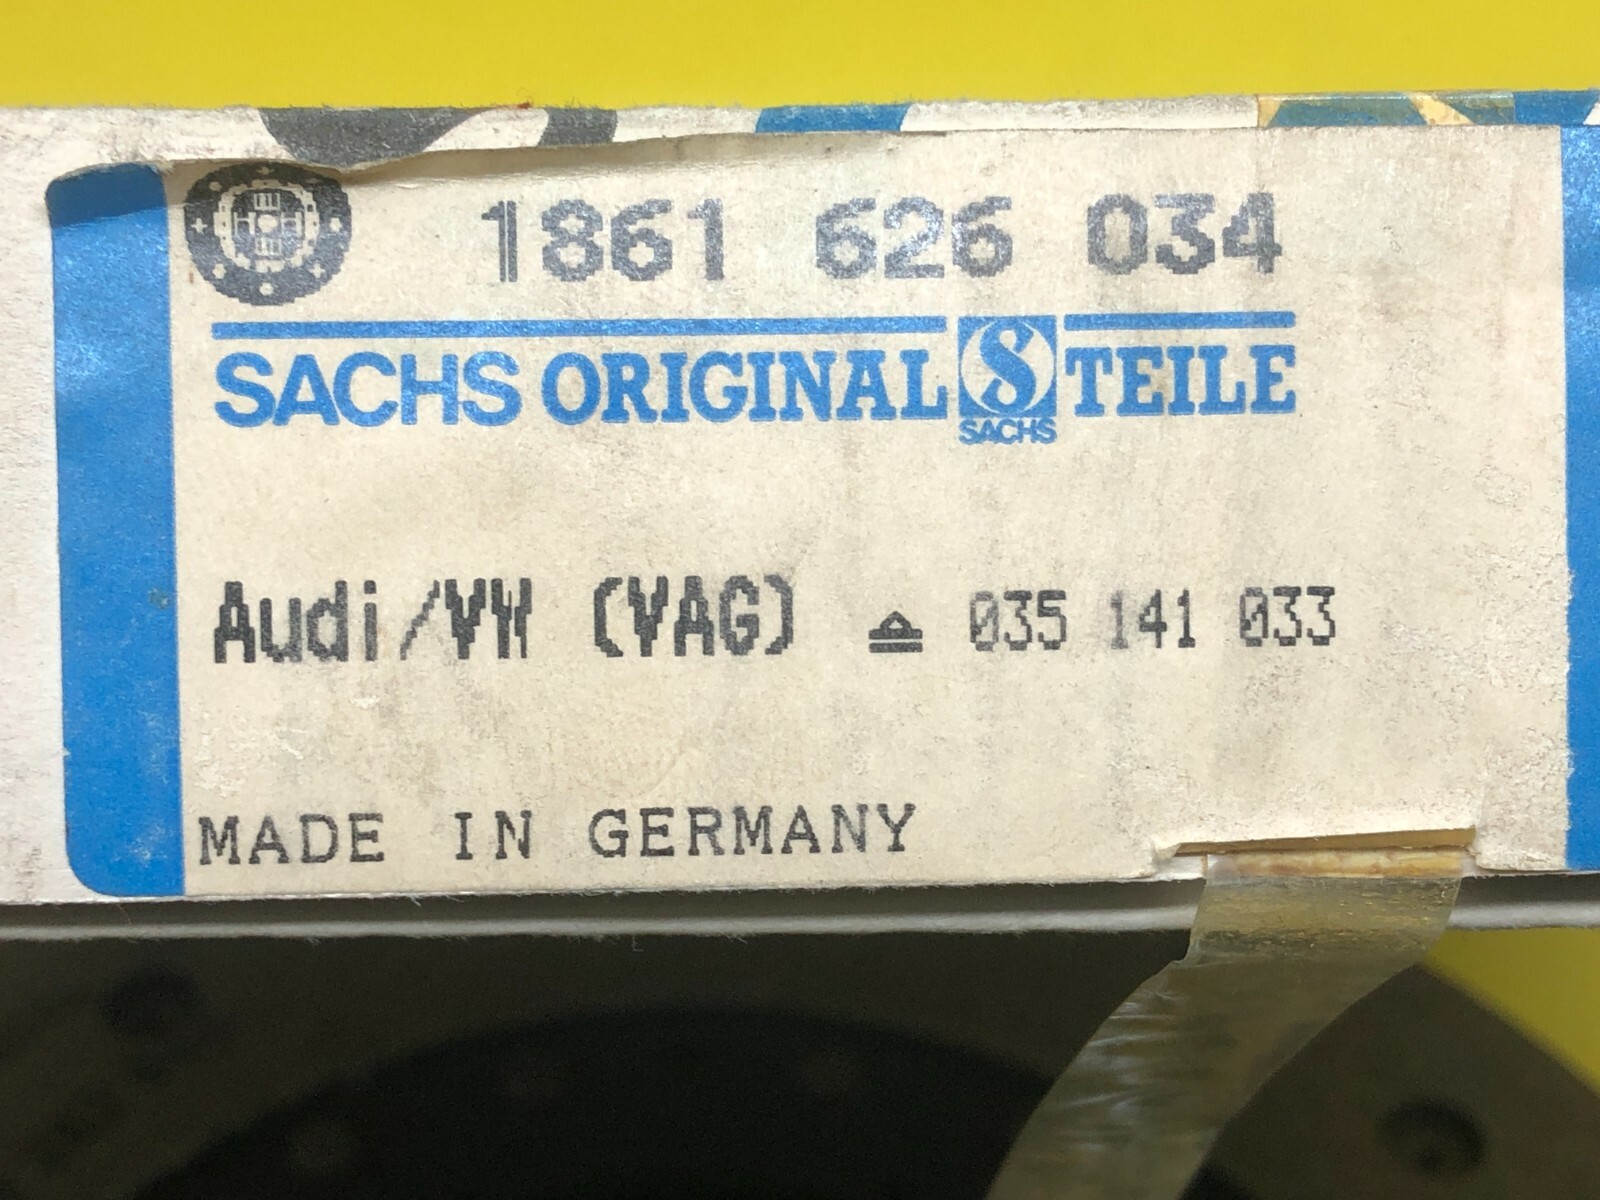 1861 626 034
SACHS ORIGINAL S TEILE
SACHS
Audi/VW (VAG) ≙ 035 141 033
MADE IN GERMANY